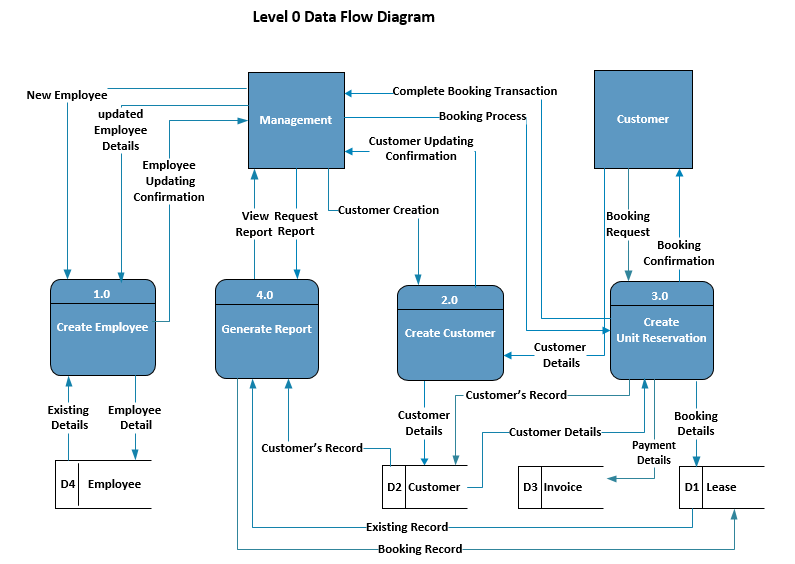 Level 0 Data Flow Diagram
New Employee
updated
Employee
Details
Employee
Updating
Confirmation
Management
Complete Booking Transaction
Booking Process
Customer Updating
Confirmation
Customer
View
Report
Request
Report
Customer Creation
Booking
Request
Booking
Confirmation
1.0
Create Employee
4.0
Generate Report
2.0
Create Customer
3.0
Create
Unit Reservation
Customer
Details
Existing
Details
Employee
Detail
Customer's Record
Customer
Details
Customer's Record
Customer Details
Payment
Details
Booking
Details
D4
Employee
D2
Customer
D3
Invoice
D1
Lease
Existing Record
Booking Record